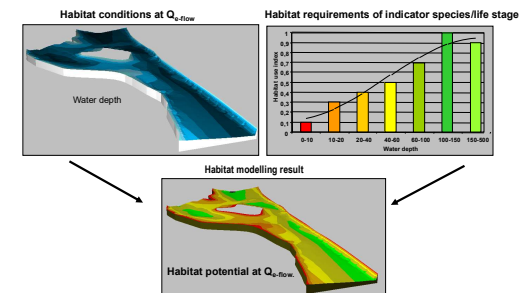 Habitat conditions at Qe-flow
Habitat requirements of indicator species/life stage
Water depth
Habitat use index
1
0,9
0,8
0,7
0,6
0,5
0,4
0,3
0,2
0,1
0
0-10 10-20 20-40 40-60 60-100 100-150 150-500
Water depth
Habitat modelling result
Habitat potential at Qe-flow.